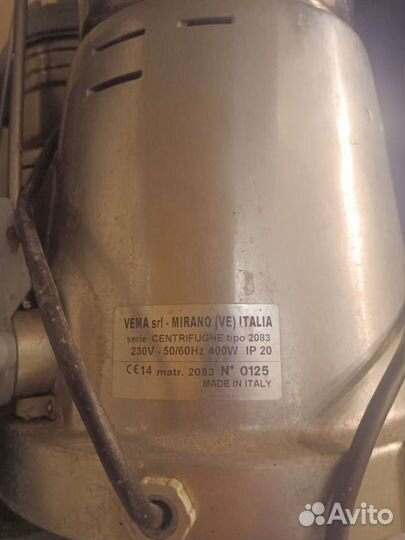 VEMA srl - MIRANO (VE) ITALIA
serie CENTRIFUGHE tipo 2083
230V - 50/60Hz 400W IP 20
CE14 matr. 2083 N° 0125
MADE IN ITALY
Avito